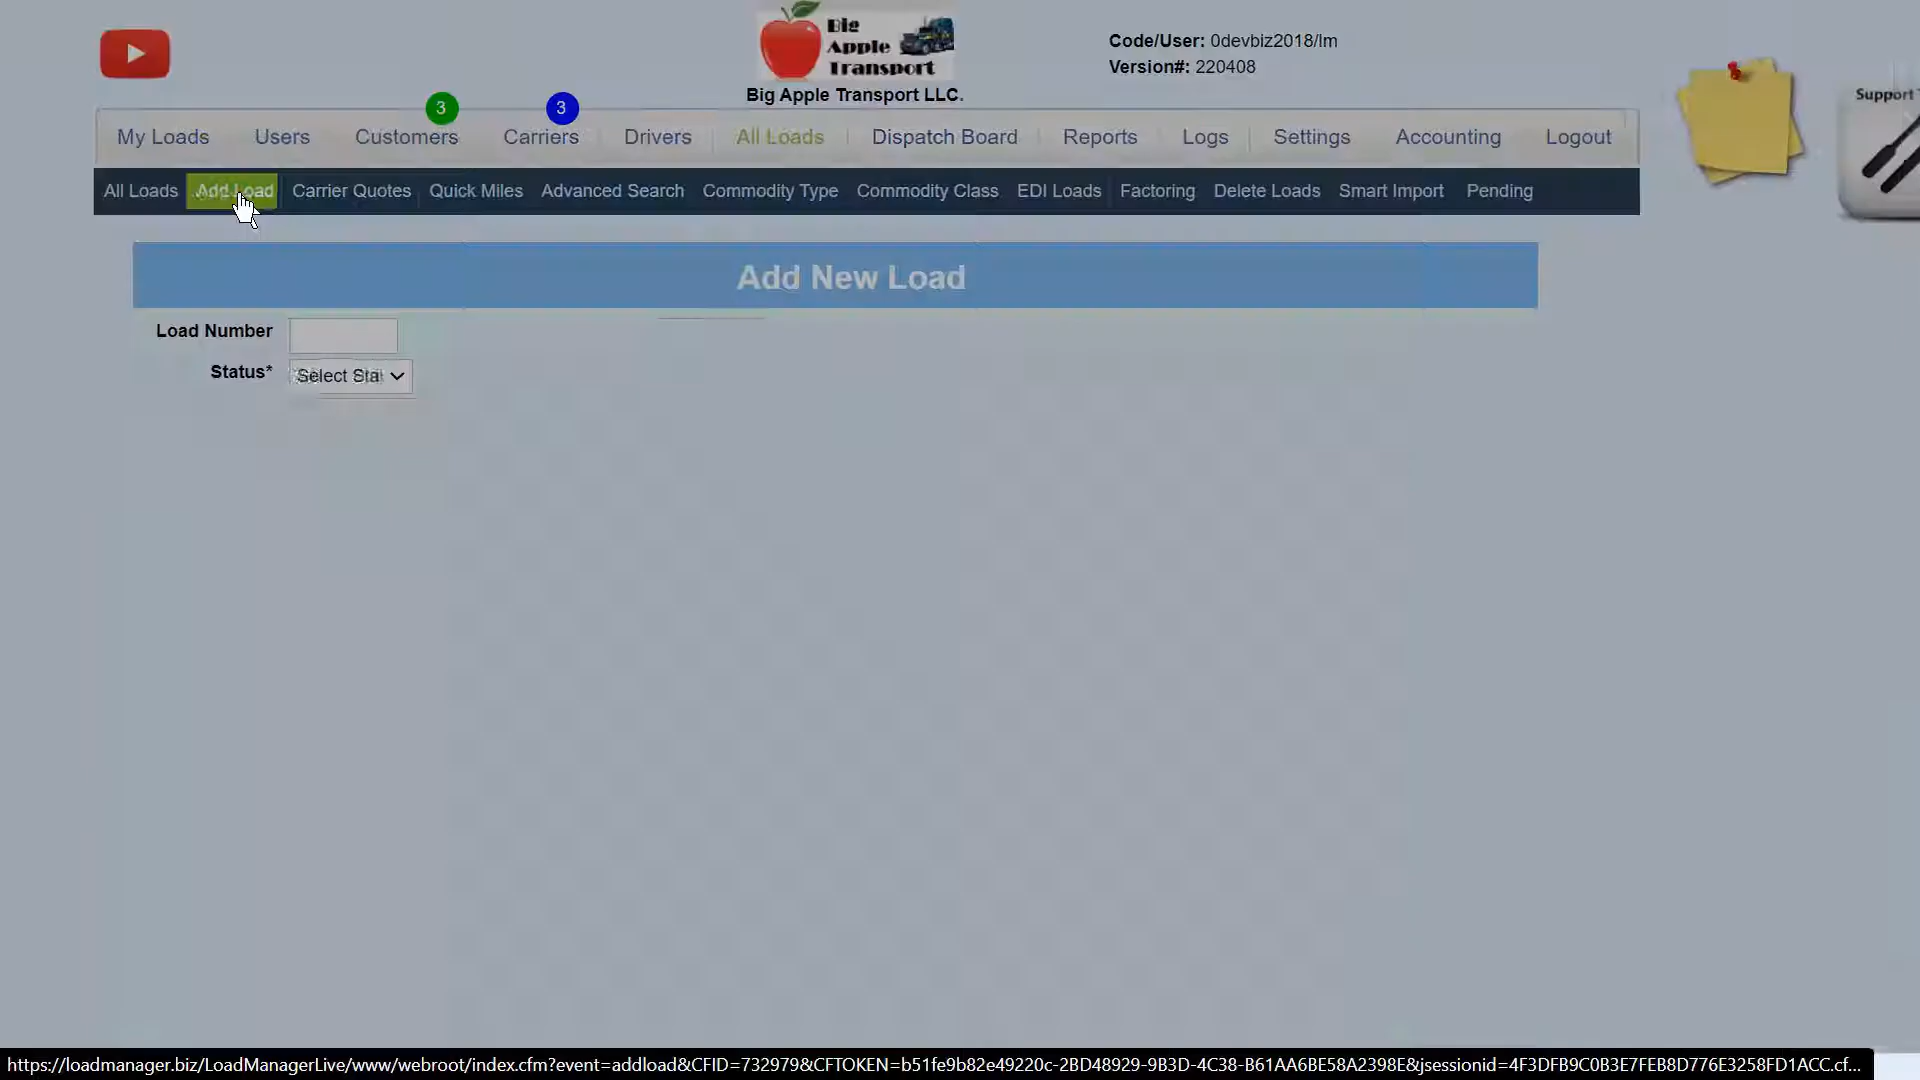 Big
Apple
Transport
Big Apple Transport LLC.
Code/User: 0devbiz2018/lm
Version#: 220408
Support
3
3
My Loads Users Customers Carriers Drivers All Loads Dispatch Board Reports Logs Settings Accounting Logout
All Loads Add Load Carrier Quotes Quick Miles Advanced Search Commodity Type Commodity Class EDI Loads Factoring Delete Loads Smart Import Pending
Add New Load
Load Number
Status* Select Sta
https://loadmanager.biz/LoadManagerLive/www/webroot/index.cfm?event=addload&CFID=732979&CFTOKEN=b51fe9b82e49220c-2BD48929-9B3D-4C38-B61AA6BE58A2398E&jsessionid=4F3DFB9C0B3E7FEB8D776E3258FD1ACC.cf...